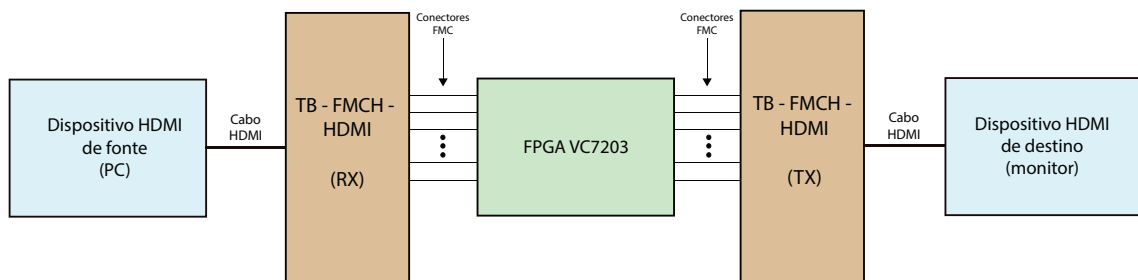 Dispositivo HDMI
de fonte
(PC)
Cabo
HDMI
TB - FMCH -
HDMI
(RX)
Conectores
FMC
FPGA VC7203
Conectores
FMC
TB - FMCH -
HDMI
(TX)
Cabo
HDMI
Dispositivo HDMI
de destino
(monitor)